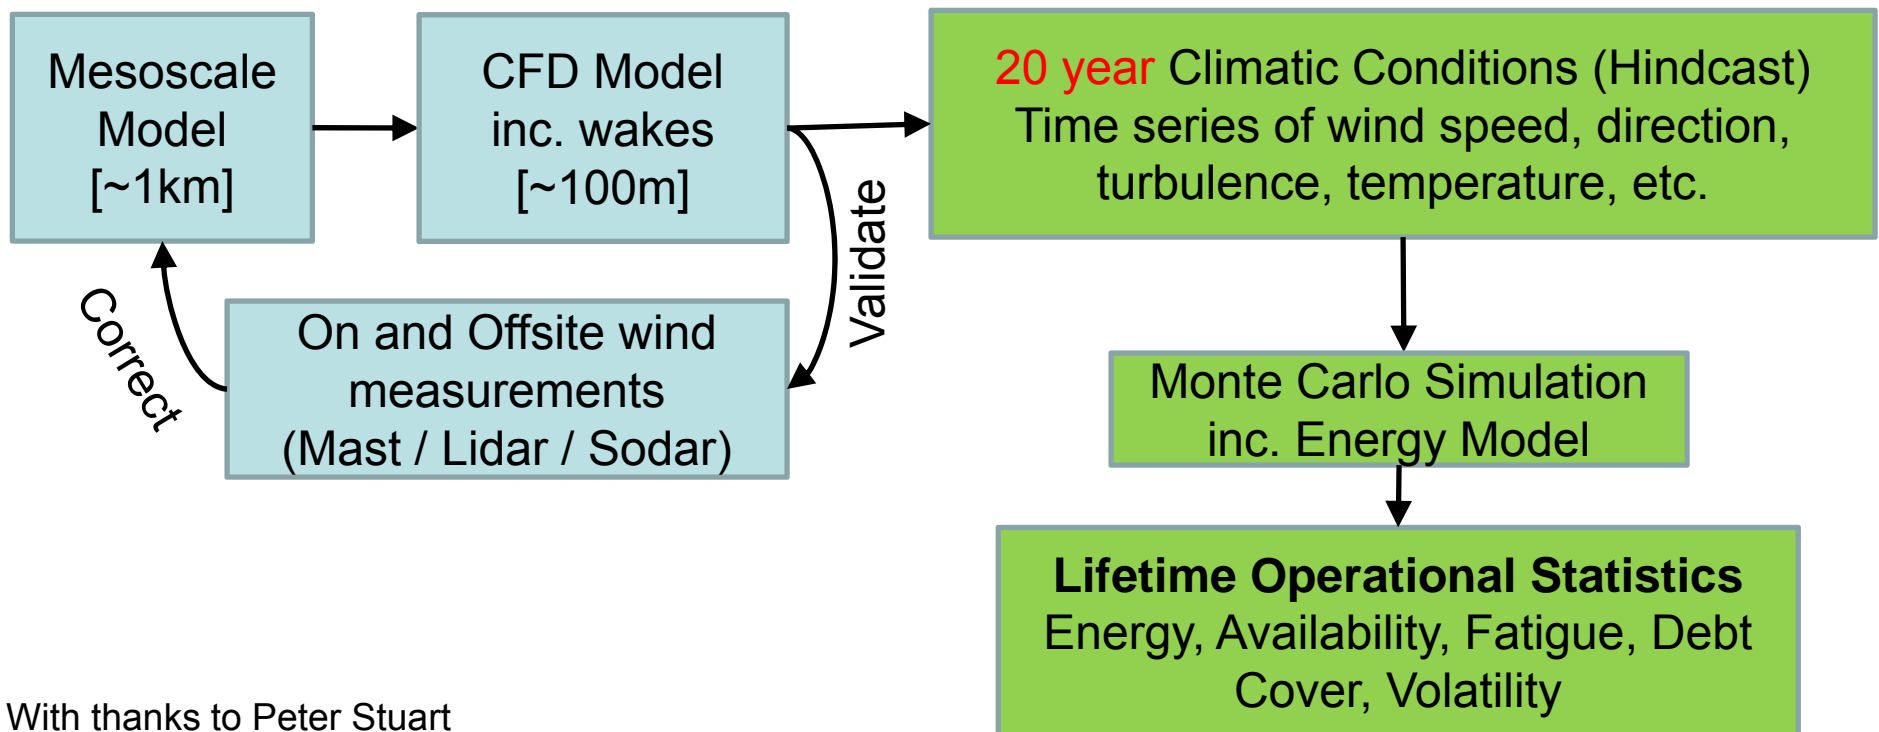 Mesoscale
Model
[~1km]
CFD Model
inc. wakes
[~100m]
20 year Climatic Conditions (Hindcast)
Time series of wind speed, direction,
turbulence, temperature, etc.
Correct
On and Offsite wind
measurements
(Mast / Lidar / Sodar)
Validate
Monte Carlo Simulation
inc. Energy Model
Lifetime Operational Statistics
Energy, Availability, Fatigue, Debt
Cover, Volatility
With thanks to Peter Stuart